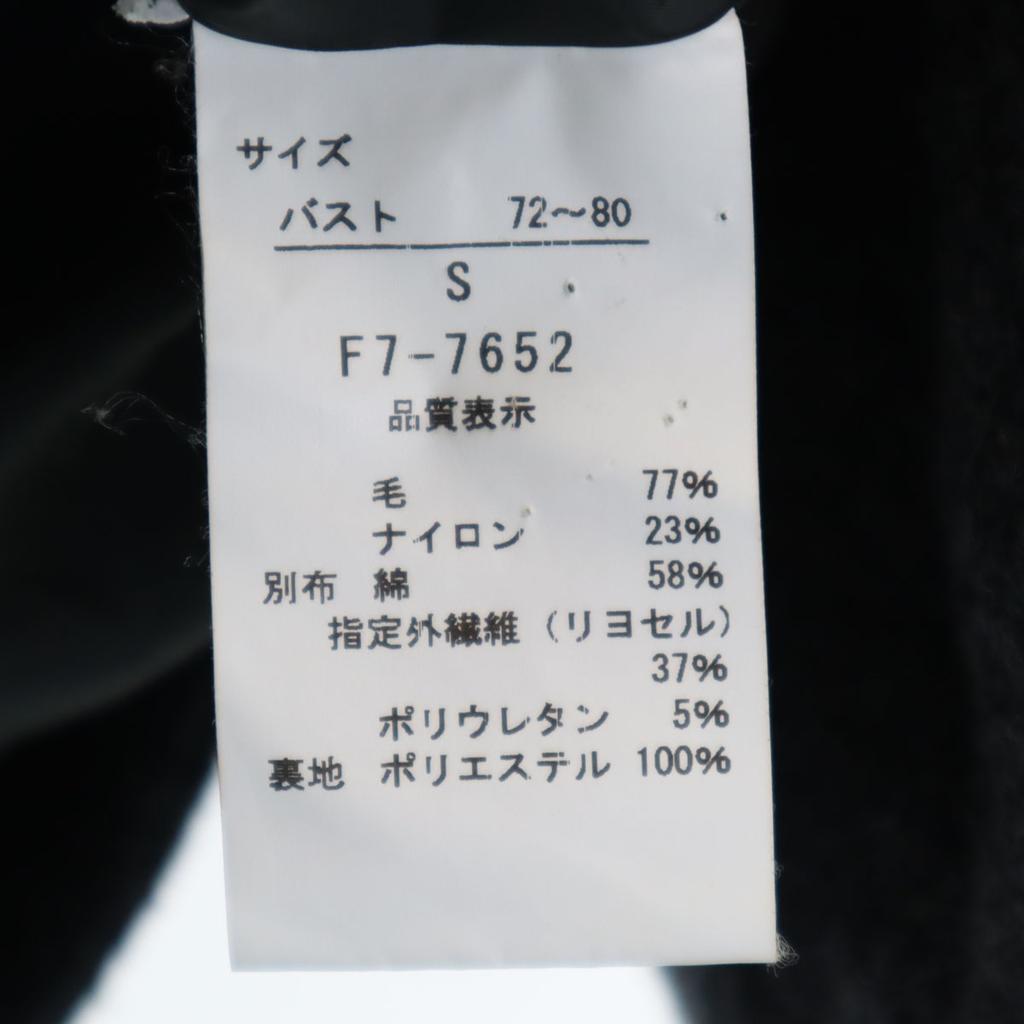 サイズ
バスト 72～80
S
F7-7652
品質表示
毛 77%
ナイロン 23%
別布 綿 58%
指定外繊維（リヨセル）
37%
ポリウレタン 5%
裏地 ポリエステル 100%